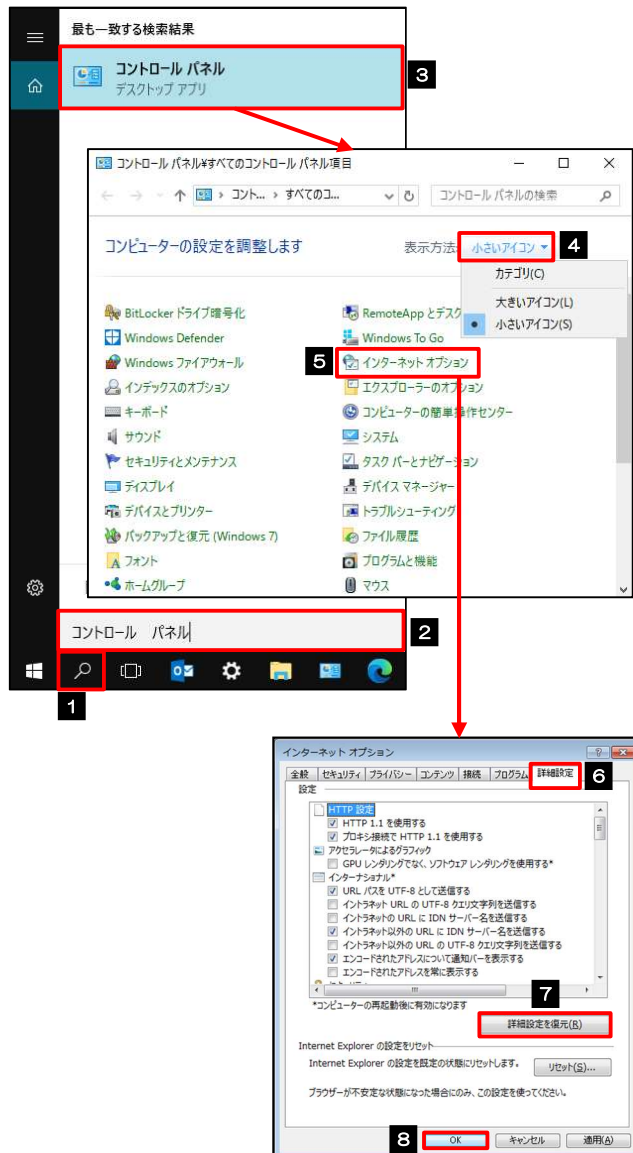 最も一致する検索結果
コントロール パネル
デスクトップ アプリ
3
コントロール パネル¥すべてのコントロール パネル項目
コント... › すべてのコ...
コントロール パネルの検索
コンピューターの設定を調整します
表示方法:
小さいアイコン
4
カテゴリ(C)
大きいアイコン(L)
小さいアイコン(S)
BitLocker ドライブ暗号化
RemoteApp とデスク
Windows Defender
Windows To Go
Windows ファイアウォール
5
インターネット オプション
インデックスのオプション
エクスプローラーのオプション
キーボード
コンピューターの簡単操作センター
サウンド
システム
セキュリティとメンテナンス
タスク バーとナビゲーション
ディスプレイ
デバイス マネージャー
デバイスとプリンター
トラブルシューティング
バックアップと復元 (Windows 7)
ファイル履歴
フォント
プログラムと機能
ホームグループ
マウス
コントロール　パネル
2
1
インターネット オプション
全般 セキュリティ プライバシー コンテンツ 接続 プログラム 詳細設定
6
設定
HTTP 設定
HTTP 1.1 を使用する
プロキシ接続で HTTP 1.1 を使用する
アクセラレータによるグラフィック
GPU レンダリングでなく、ソフトウェア レンダリングを使用する*
インターナショナル*
URL パスを UTF-8 として送信する
イントラネット URL の UTF-8 クエリ文字列を送信する
イントラネットの URL に IDN サーバー名を送信する
イントラネット以外の URL に IDN サーバー名を送信する
イントラネット以外の URL の UTF-8 クエリ文字列を送信する
エンコードされたアドレスについて通知バーを表示する
エンコードされたアドレスを常に表示する
*コンピューターの再起動後に有効になります
7
詳細設定を復元(R)
Internet Explorer の設定をリセット
Internet Explorer の設定を既定の状態にリセットします。
リセット(S)...
ブラウザーが不安定な状態になった場合にのみ、この設定を使ってください。
8
OK
キャンセル
適用(A)